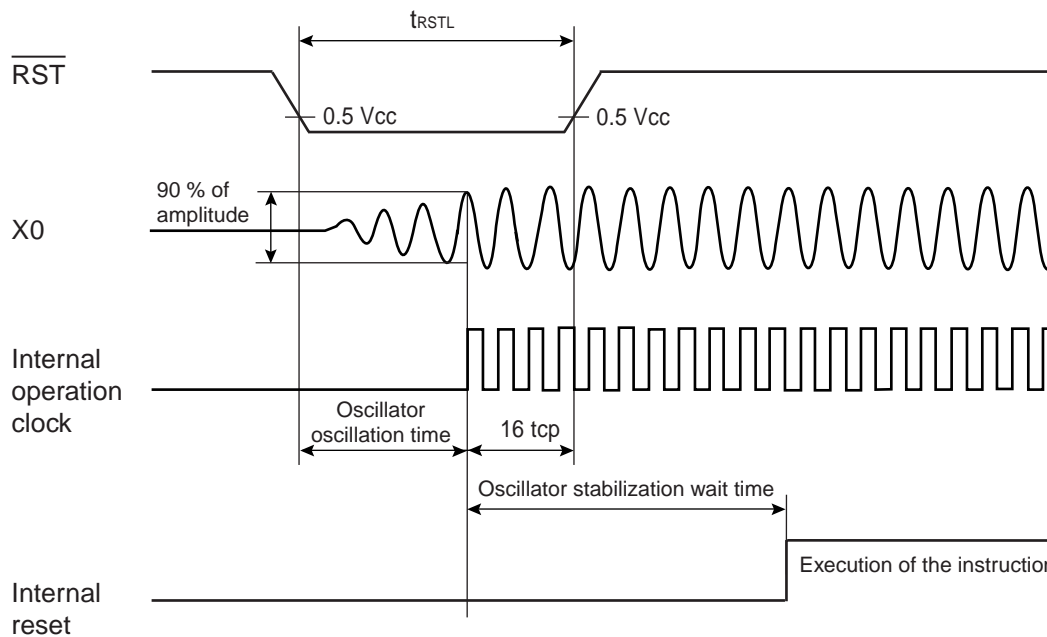 tRSTL
RST
0.5 Vcc
0.5 Vcc
90 % of
amplitude
X0
Internal
operation
clock
Oscillator
oscillation time
16 tcp
Oscillator stabilization wait time
Execution of the instruction
Internal
reset